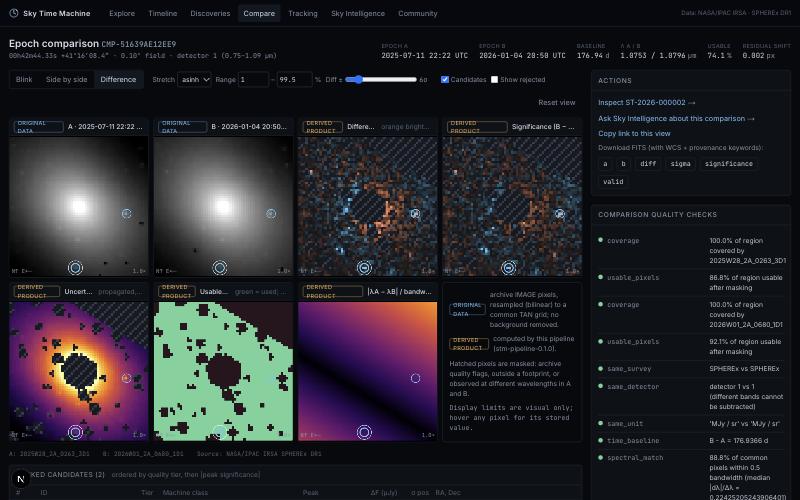 Sky Time Machine Explore Timeline Discoveries Compare Tracking Sky Intelligence Community Data: NASA/IPAC IRSA · SPHEREx DR1
Epoch comparison CMP-51639AE12EE9
00h42m44.33s +41°16′08.4″ · 0.10° field · detector 1 (0.75–1.09 µm)
EPOCH A EPOCH B BASELINE Λ A / B USABLE RESIDUAL SHIFT
2025-07-11 22:22 UTC 2026-01-04 20:50 UTC 176.94 d 1.0753 / 1.0796 µm 74.1 % 0.002 px
Blink Side by side Difference Stretch asinh Range 1 – 99.5 % Diff ± 6σ Candidates Show rejected
Reset view
ORIGINAL DATA A · 2025-07-11 22:22 ...
ORIGINAL DATA B · 2026-01-04 20:50...
DERIVED PRODUCT Differe... orange bright...
DERIVED PRODUCT Significance (B − ...
DERIVED PRODUCT Uncert... propagated,...
DERIVED PRODUCT Usable... green = used; ...
DERIVED PRODUCT |λA − λB| / bandw...
ORIGINAL DATA
archive IMAGE pixels,
resampled (bilinear) to a
common TAN grid; no
background removed.
DERIVED PRODUCT
computed by this pipeline
(stm-pipeline-0.1.0).
Hatched pixels are masked: archive
quality flags, outside a footprint, or
observed at different wavelengths in A
and B.
Display limits are visual only;
hover any pixel for its stored
value.
A: 2025W28_2A_0263_3D1 B: 2026W01_2A_0680_1D1 Source: NASA/IPAC IRSA SPHEREx DR1
KED CANDIDATES (2) ordered by quality tier, then |peak significance|
# ID Tier Machine class Peak ΔF (µJy) σ pos RA, Dec
ACTIONS
Inspect ST-2026-000002 →
Ask Sky Intelligence about this comparison →
Copy link to this view
Download FITS (with WCS + provenance keywords):
a b diff sigma significance
valid
COMPARISON QUALITY CHECKS
coverage 100.0% of region
covered by
2025W28_2A_0263_3D1
usable_pixels 86.8% of region usable
after masking
coverage 100.0% of region
covered by
2026W01_2A_0680_1D1
usable_pixels 92.1% of region usable
after masking
same_survey SPHEREx vs SPHEREx
same_detector detector 1 vs 1
(different bands cannot
be subtracted)
same_unit 'MJy / sr' vs 'MJy / sr'
time_baseline B - A = 176.9366 d
spectral_match 88.8% of common
pixels within 0.5
bandwidth (median
|dλ|/Δλ =
0.2242505243906401)